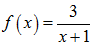 f(x) = 3/(x+1)